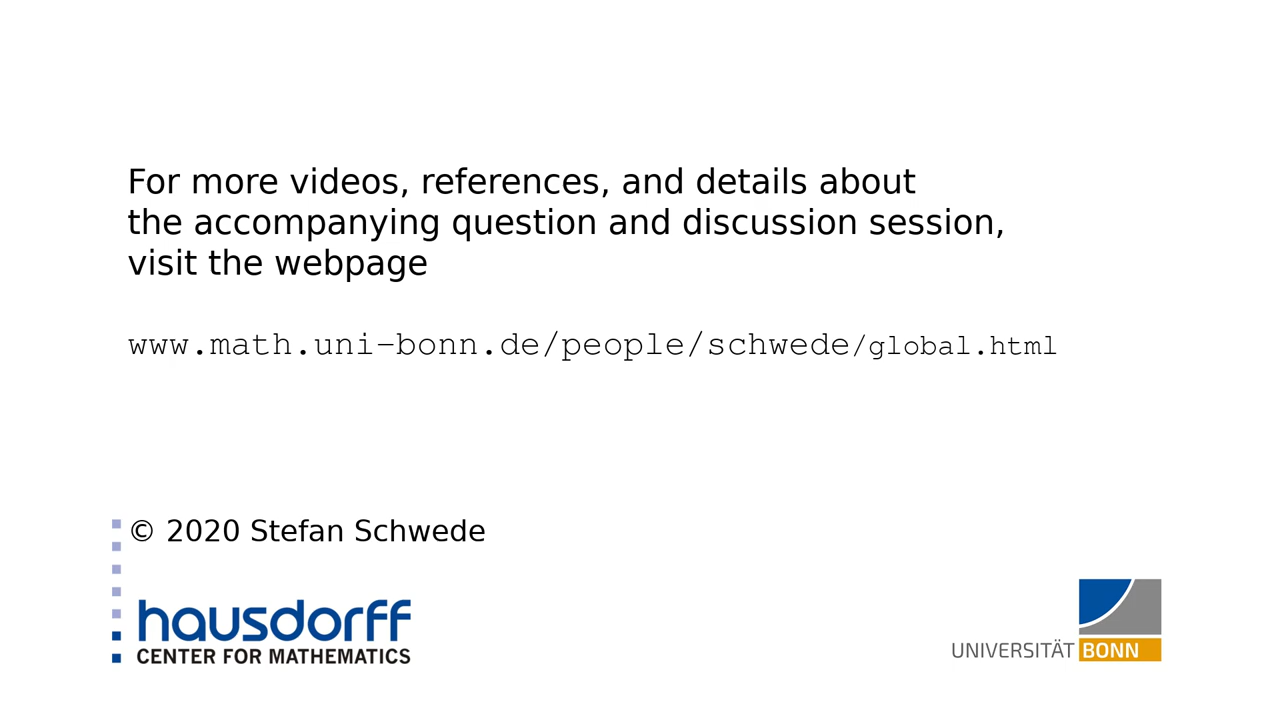 For more videos, references, and details about
the accompanying question and discussion session,
visit the webpage
www.math.uni-bonn.de/people/schwede/global.html
© 2020 Stefan Schwede
hausdorff
CENTER FOR MATHEMATICS
UNIVERSITÄT BONN